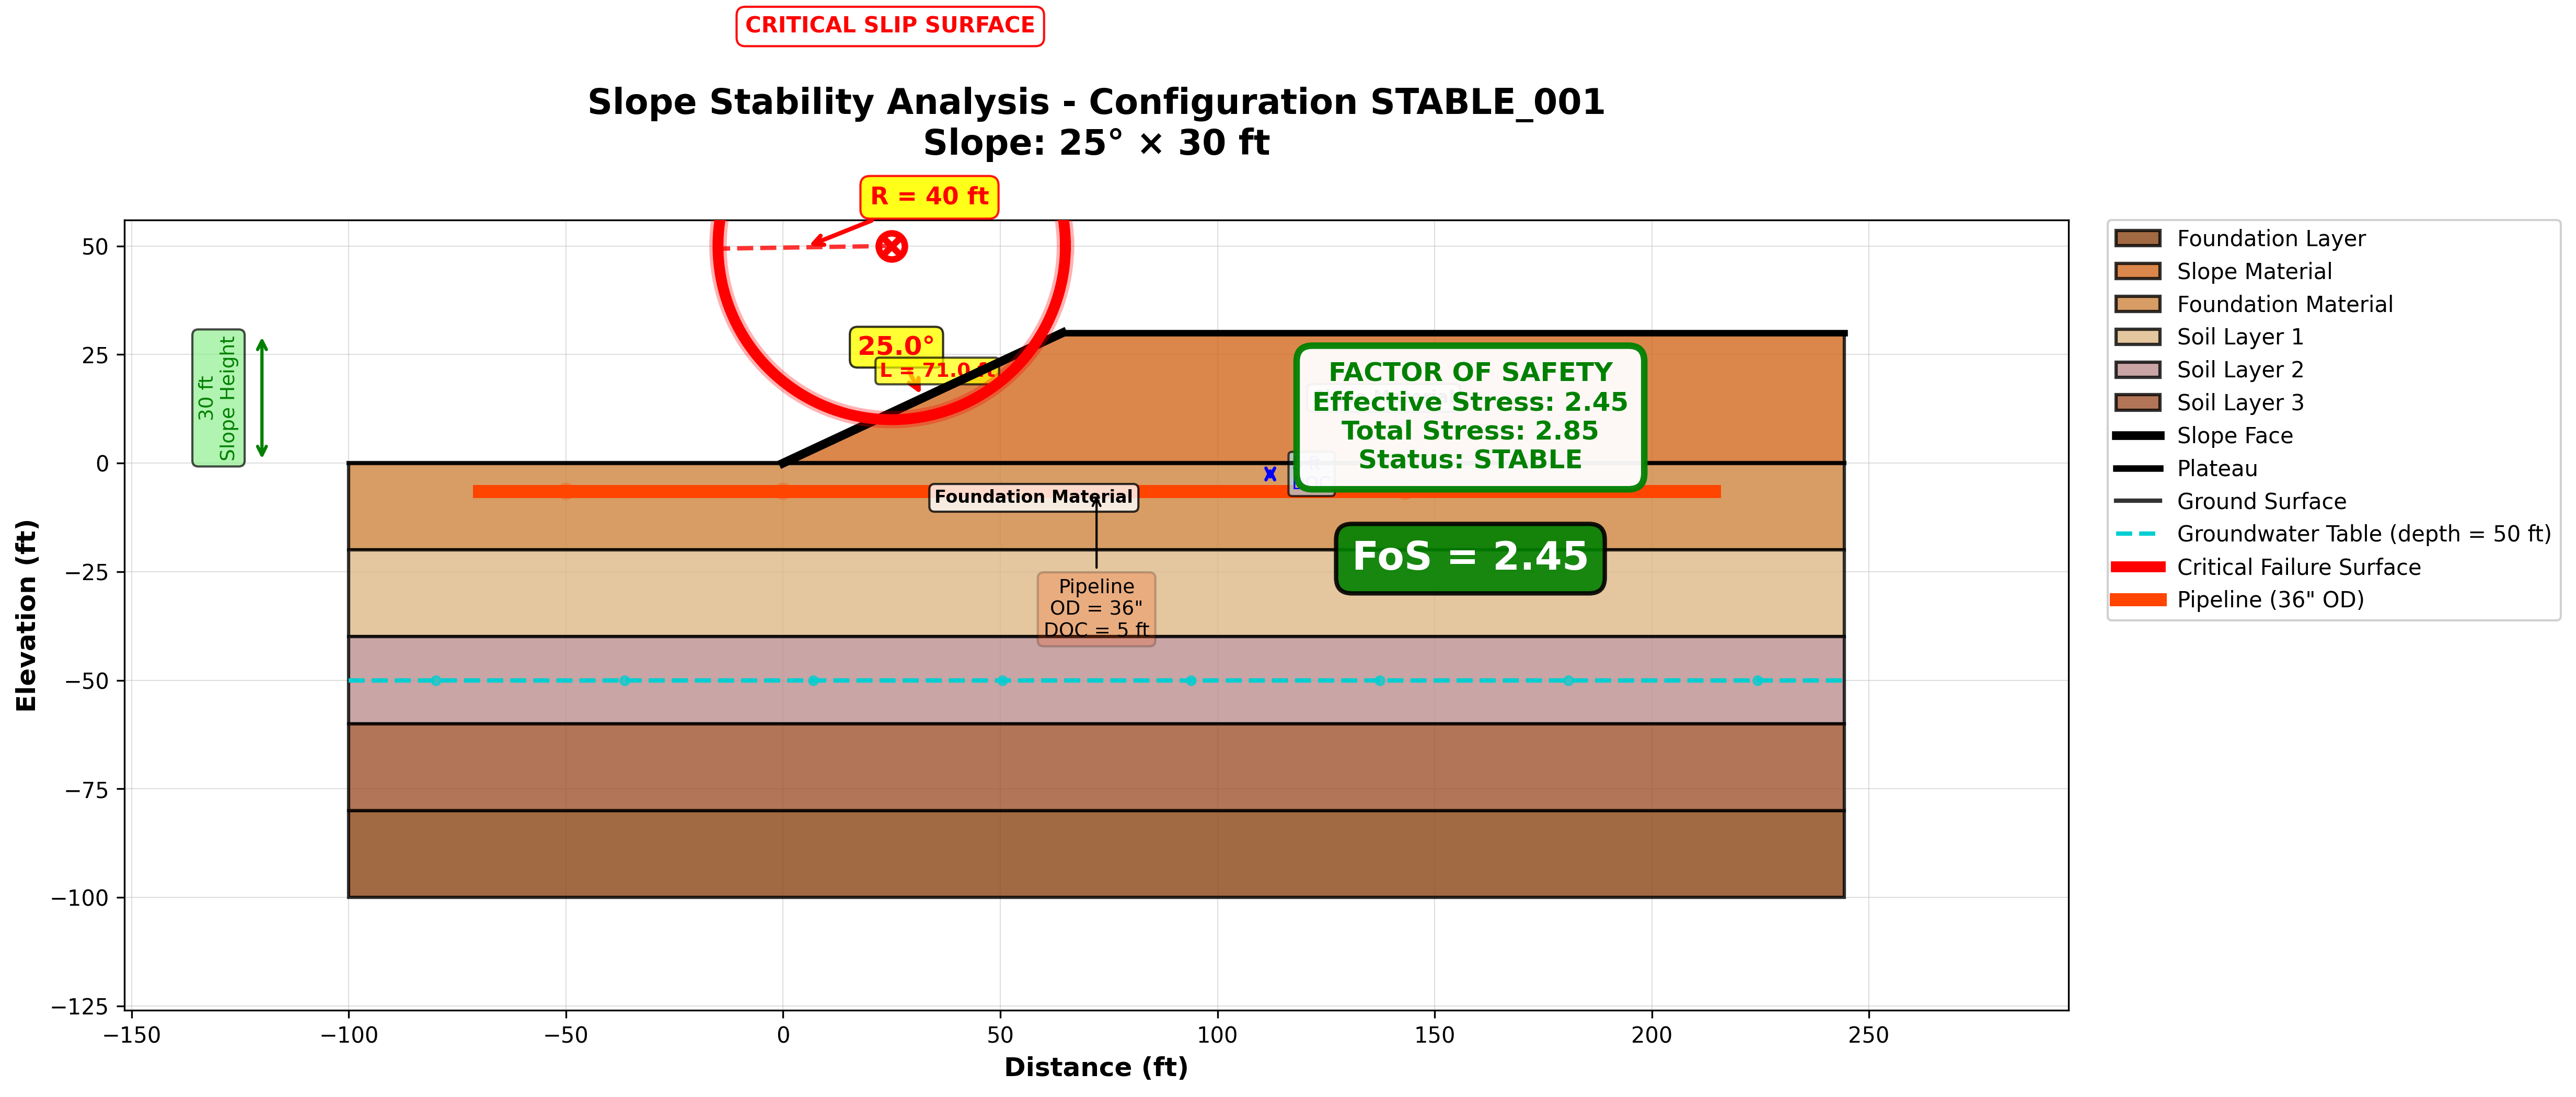 CRITICAL SLIP SURFACE
Slope Stability Analysis - Configuration STABLE_001
Slope: 25° × 30 ft
R = 40 ft
25.0°
L = 71.0 ft
30 ft
Slope Height
FACTOR OF SAFETY
Effective Stress: 2.45
Total Stress: 2.85
Status: STABLE
Foundation Material
FoS = 2.45
Pipeline
OD = 36"
DOC = 5 ft
50
25
0
−25
−50
−75
−100
−125
Elevation (ft)
−150
−100
−50
0
50
100
150
200
250
Distance (ft)
Foundation Layer
Slope Material
Foundation Material
Soil Layer 1
Soil Layer 2
Soil Layer 3
Slope Face
Plateau
Ground Surface
Groundwater Table (depth = 50 ft)
Critical Failure Surface
Pipeline (36" OD)